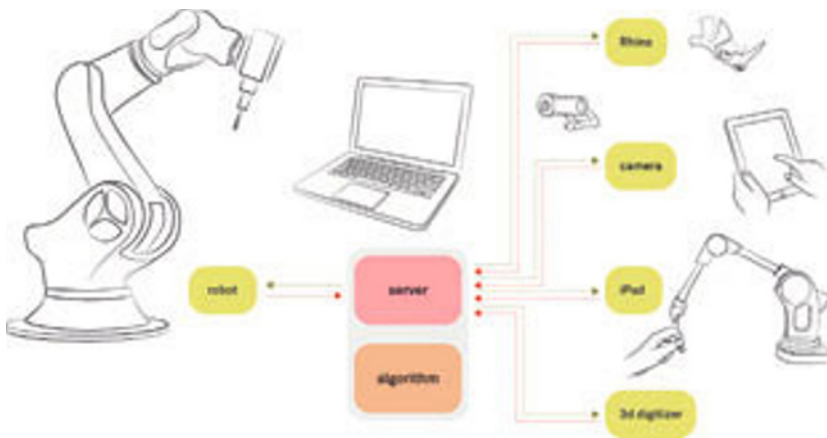 Rhino
camera
robot
server
iPad
algorithm
3d digitizer